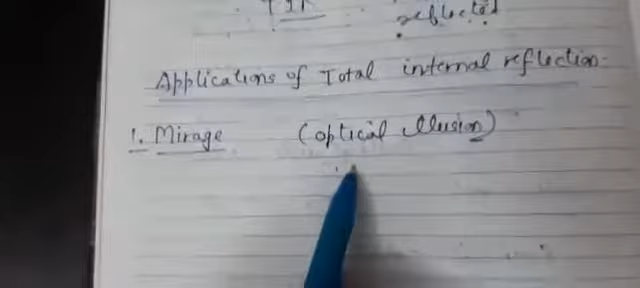 reflected
Applications of Total internal reflection.
1. Mirage (optical illusion)